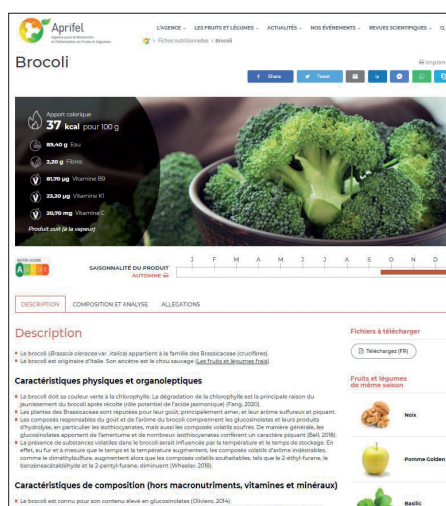 Aprifel
Agence pour la Recherche
et l'Information en Fruits et Légumes
L'AGENCE LES FRUITS ET LÉGUMES ACTUALITÉS NOS ÉVÉNEMENTS REVUES SCIENTIFIQUES
Fiches nutritionnelles > Brocoli
Brocoli
Imprime
Share Tweet
Apport calorique
37 kcal pour 100 g
89,40 g Eau
2,20 g Fibres
81,70 µg Vitamine B9
23,20 µg Vitamine K1
20,70 mg Vitamine C
Produit cuit (à la vapeur)
NUTRI-SCORE
A B C D E
SAISONNALITÉ DU PRODUIT
AUTOMNE
J F M A M J J A S O N D
DESCRIPTION COMPOSITION ET ANALYSE ALLÉGATIONS
Description
Le brocoli (Brassica oleracea var. italica) appartient à la famille des Brassicaceae (crucifères).
Le brocoli est originaire d'Italie. Son ancêtre est le chou sauvage (Les fruits et légumes frais).
Caractéristiques physiques et organoleptiques
Le brocoli doit sa couleur verte à la chlorophylle. La dégradation de la chlorophylle est la principale raison du
jaunissement du brocoli après récolte (rôle potentiel de l'acide jasmonique) (Fang, 2020).
Les plantes des Brassicaceae sont réputées pour leur goût, principalement amer, et leur arôme sulfureux et piquant.
Les composés responsables du goût et de l'arôme du brocoli comprennent les glucosinolates et leurs produits
d'hydrolyse, en particulier les isothiocyanates, mais aussi les composés volatils soufrés. De manière générale, les
glucosinolates apportent de l'amertume et de nombreux isothiocyanates confèrent un caractère piquant (Bell, 2018).
La présence de substances volatiles dans le brocoli serait influencée par la température et le temps de stockage. En
effet, au fur et à mesure que le temps et la température augmentent, les composés volatils d'arôme indésirables,
comme le diméthylsulfure, augmentent alors que les composés volatils souhaitables, tels que le 2-éthyl-furane, le
benzèneacétaldéhyde et le 2-pentyl-furane, diminuent (Wheeler, 2018).
Caractéristiques de composition (hors macronutriments, vitamines et minéraux)
Le brocoli est connu pour son contenu élevé en glucosinolates (Oliviero, 2014).
Fichiers à télécharger
Téléchargez (FR)
Fruits et légumes
de même saison
Noix
Pomme Golden
Basilic